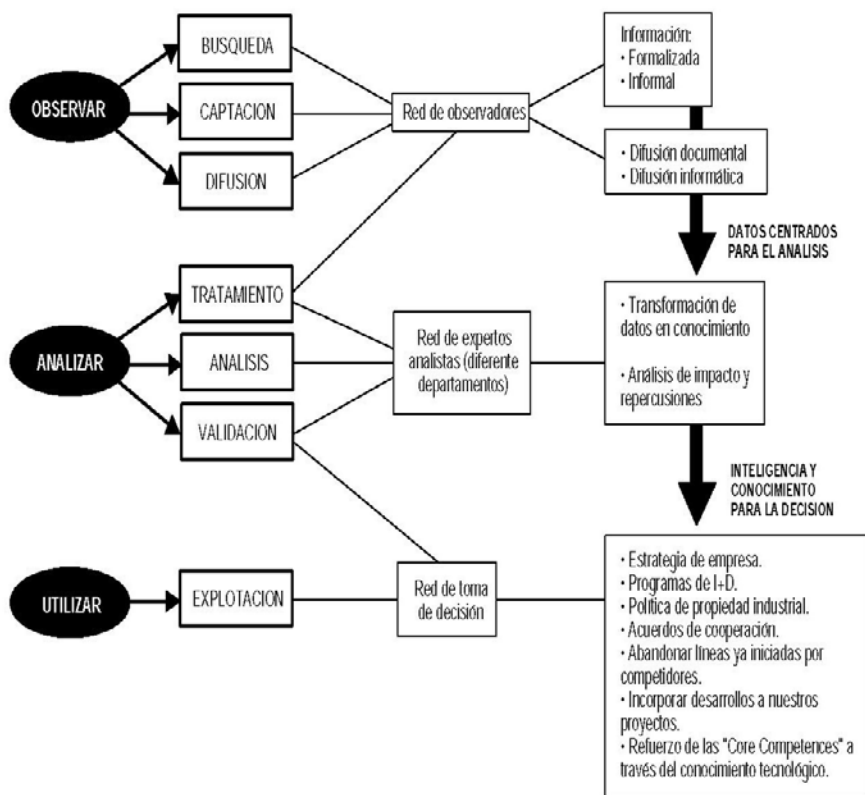 OBSERVAR
BUSQUEDA
CAPTACION
DIFUSION
Red de observadores
Información:
• Formalizada
• Informal
• Difusión documental
• Difusión informática
DATOS CENTRADOS
PARA EL ANALISIS
ANALIZAR
TRATAMIENTO
ANALISIS
VALIDACION
Red de expertos
analistas (diferente
departamentos)
• Transformación de
datos en conocimiento
• Análisis de impacto y
repercusiones
INTELIGENCIA Y
CONOCIMIENTO
PARA LA DECISION
UTILIZAR
EXPLOTACION
Red de toma
de decisión
• Estrategia de empresa.
• Programas de I+D.
• Política de propiedad industrial.
• Acuerdos de cooperación.
• Abandonar líneas ya iniciadas por
competidores.
• Incorporar desarrollos a nuestros
proyectos.
• Refuerzo de las "Core Competences" a
través del conocimiento tecnológico.